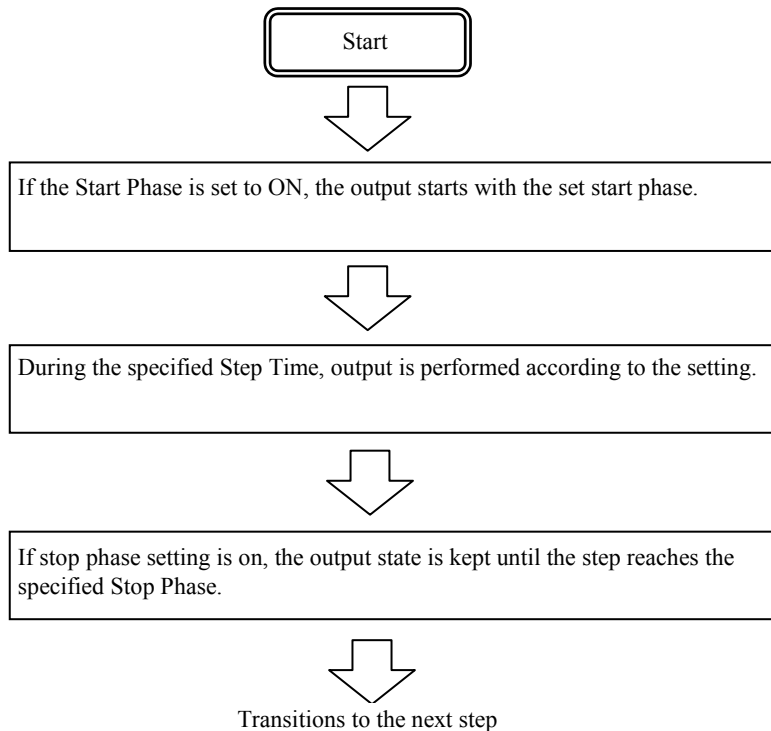 Start
If the Start Phase is set to ON, the output starts with the set start phase.
During the specified Step Time, output is performed according to the setting.
If stop phase setting is on, the output state is kept until the step reaches the
specified Stop Phase.
Transitions to the next step